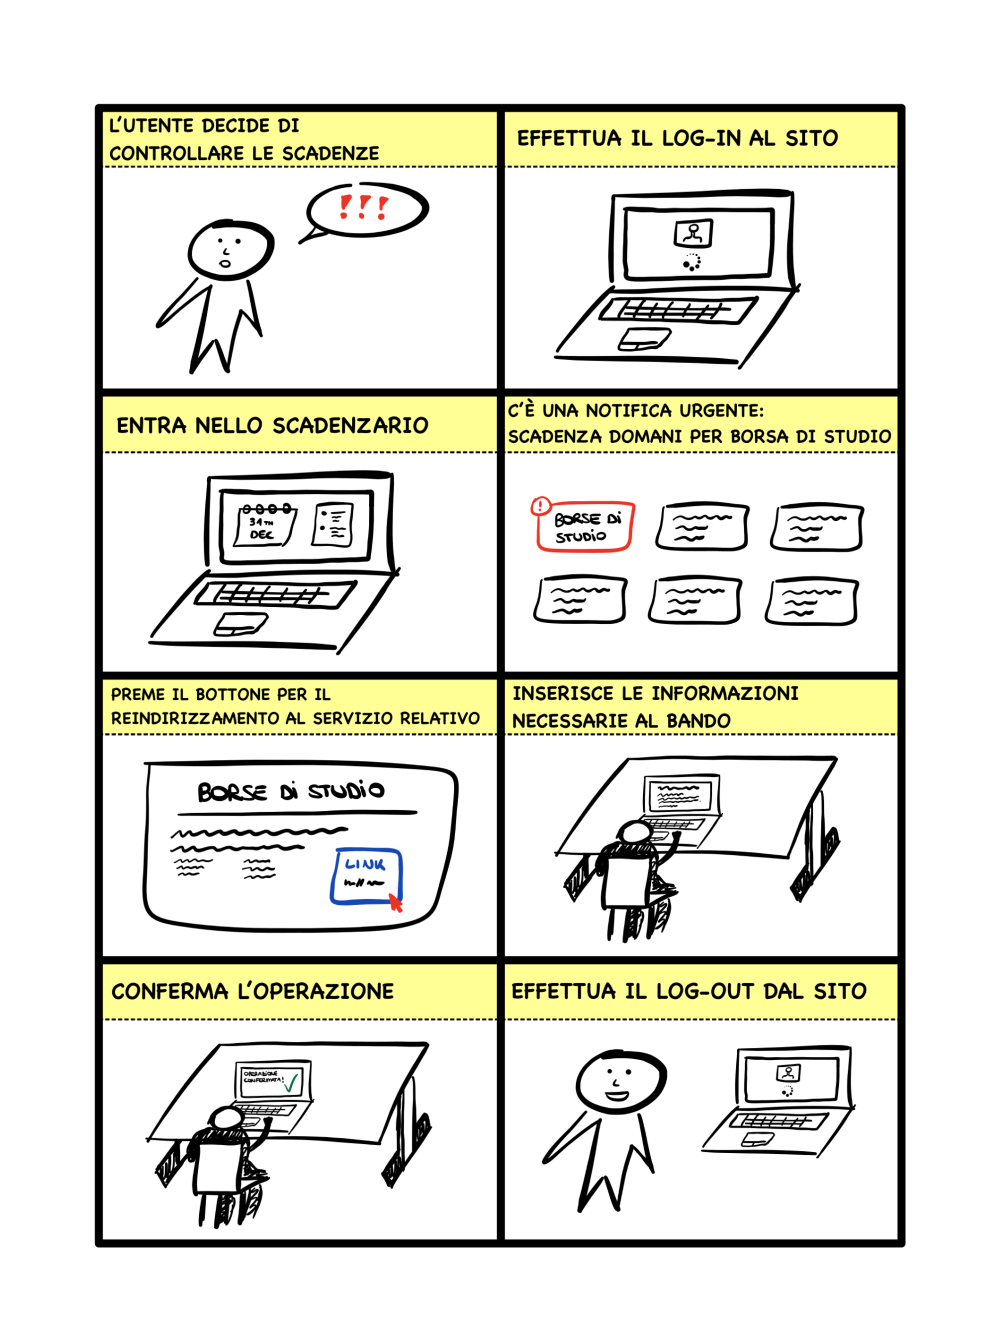 L'UTENTE DECIDE DI
CONTROLLARE LE SCADENZE
!!!
EFFETTUA IL LOG-IN AL SITO
ENTRA NELLO SCADENZARIO
31TH
DEC
C'È UNA NOTIFICA URGENTE:
SCADENZA DOMANI PER BORSA DI STUDIO
!
BORSE Di
STUDIO
PREME IL BOTTONE PER IL
REINDIRIZZAMENTO AL SERVIZIO RELATIVO
BORSE Di STUDiO
LINK
INSERISCE LE INFORMAZIONI
NECESSARIE AL BANDO
CONFERMA L'OPERAZIONE
OPERAZIONE
CONFERMATA!
EFFETTUA IL LOG-OUT DAL SITO